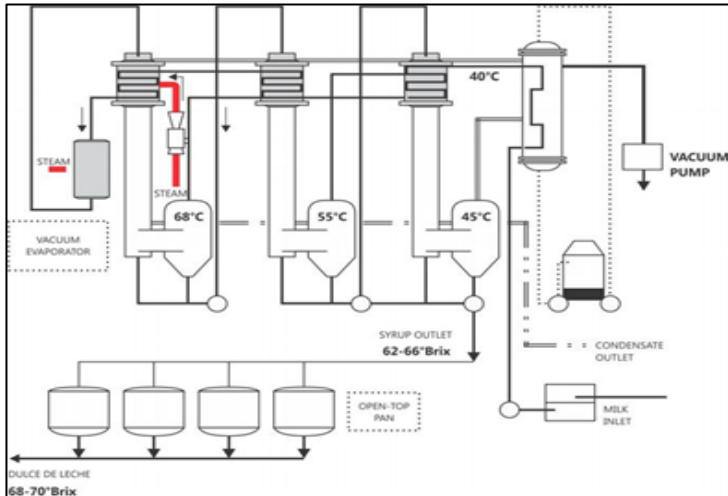 40°C
STEAM
STEAM
VACUUM
PUMP
68°C
55°C
45°C
VACUUM
EVAPORATOR
SYRUP OUTLET
62-66°Brix
CONDENSATE
OUTLET
OPEN-TOP
PAN
MILK
INLET
DULCE DE LECHE
68-70°Brix